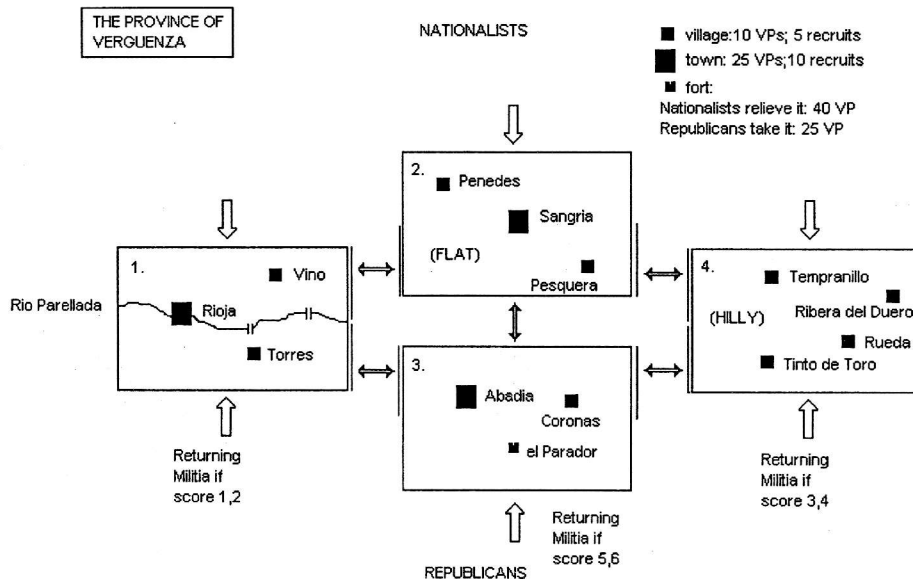 THE PROVINCE OF
VERGUENZA
NATIONALISTS
village:10 VPs; 5 recruits
town: 25 VPs;10 recruits
fort:
Nationalists relieve it: 40 VP
Republicans take it: 25 VP
2.
Penedes
Sangria
(FLAT)
Pesquera
1.
Vino
Rio Parellada
Rioja
Torres
4.
Tempranillo
Ribera del Duero
(HILLY)
Rueda
Tinto de Toro
3.
Abadia
Coronas
el Parador
Returning
Militia if
score 1,2
Returning
Militia if
score 3,4
Returning
Militia if
score 5,6
REPUBLICANS